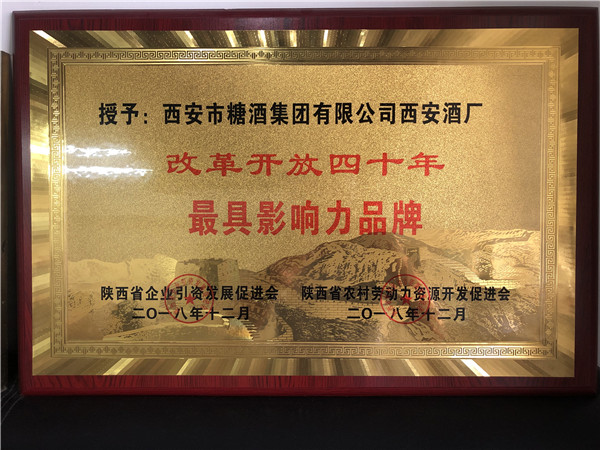 授予：西安市糖酒集团有限公司西安酒厂
改革开放四十年
最具影响力品牌
陕西省企业引资发展促进会 陕西省农村劳动力资源开发促进会
二〇一八年十二月 二〇一八年十二月